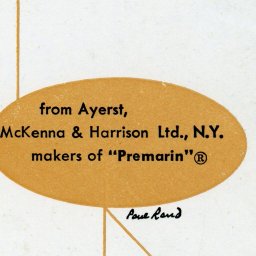 from Ayerst,
McKenna & Harrison Ltd., N.Y.
makers of “Premarin”®
Paul Rand